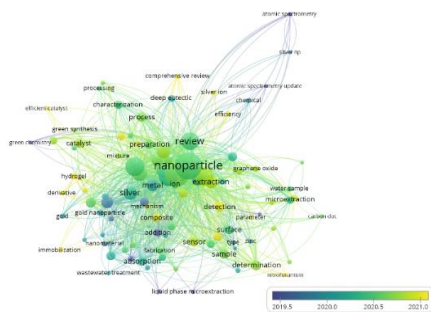 atomic spectrometry
silver np
comprehensive review
silver ion
atomic spectrometry update
processing
deep eutectic
chemical
characterization
efficient catalyst
process
efficiency
green synthesis
green chemistry
catalyst
preparation
review
mixture
nanoparticle
graphene oxide
hydrogel
metal
ion
extraction
derivative
silver
water sample
microextraction
mechanism
gold
gold nanoparticle
composite
detection
parameter
carbon dot
addition
surface
immobilization
nanomaterial
sensor
type
zinc
fabrication
sample
adsorption
determination
wastewater treatment
liquid phase microextraction
2019.5 2020.0 2020.5 2021.0